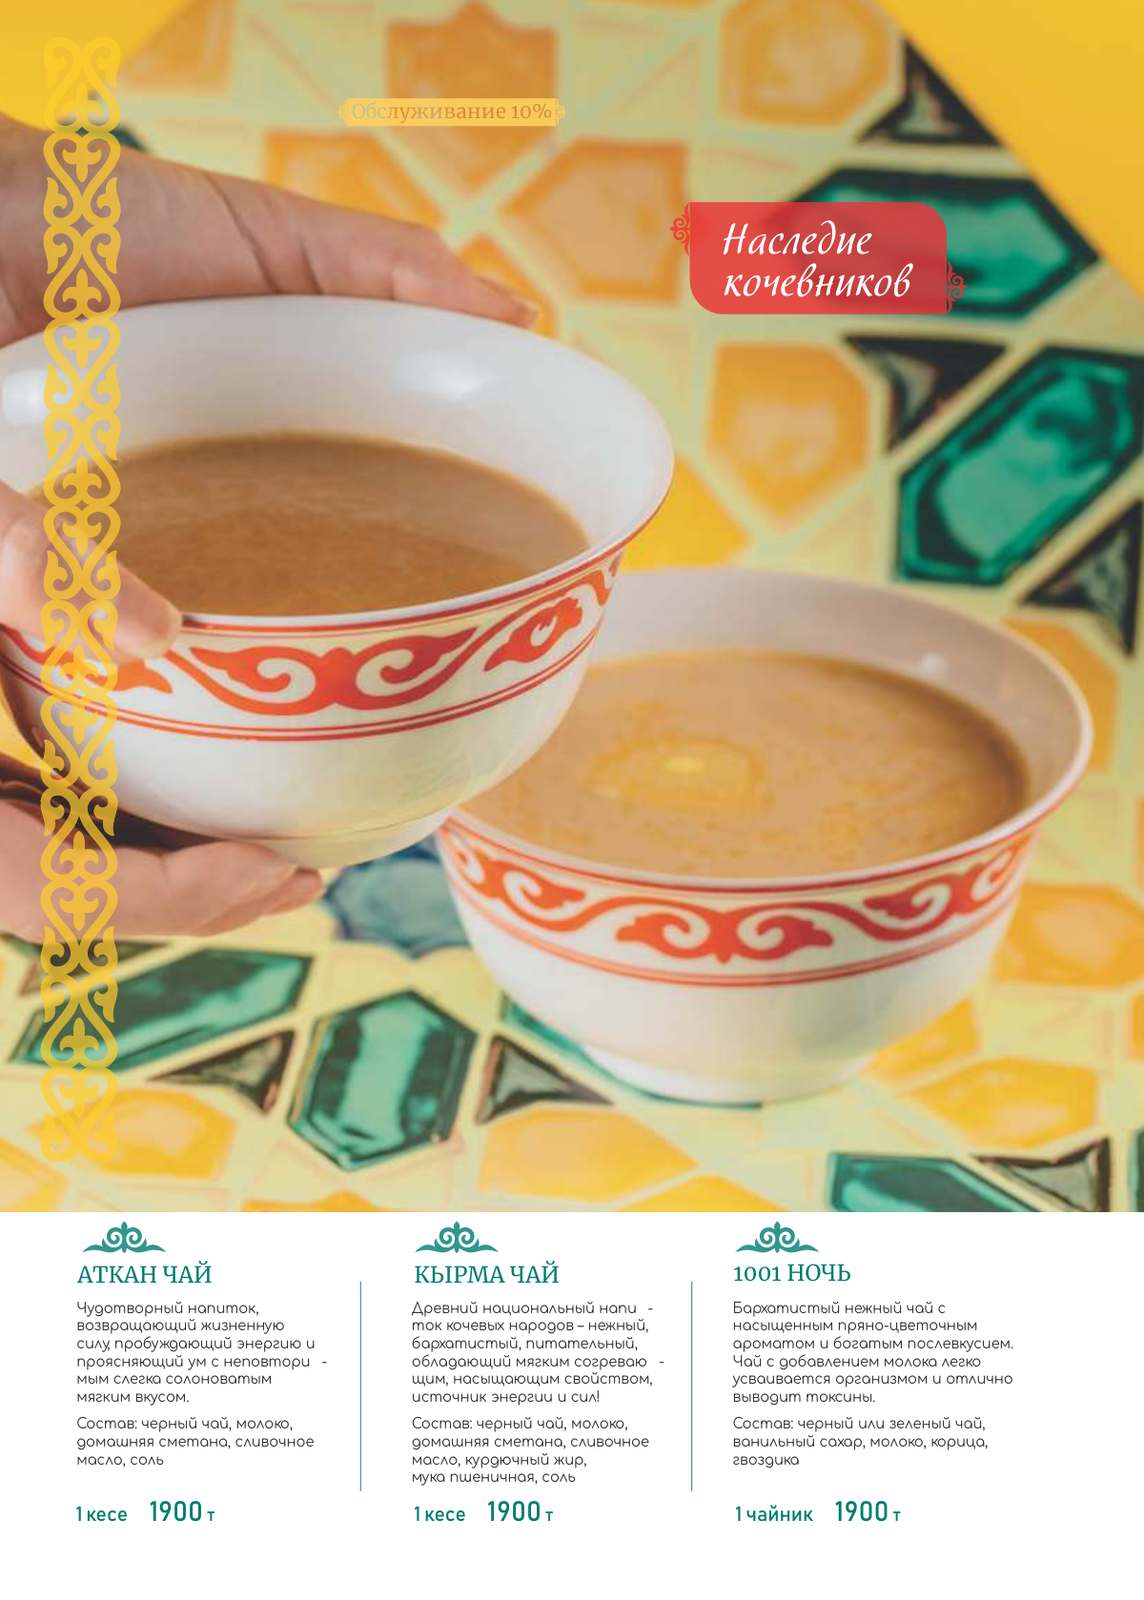 Обслуживание 10%
Наследие
кочевников
АТКАН ЧАЙ
Чудотворный напиток,
возвращающий жизненную
силу, пробуждающий энергию и
проясняющий ум с неповтори -
мым слегка солоноватым
мягким вкусом.
Состав: черный чай, молоко,
домашняя сметана, сливочное
масло, соль
1 кесе 1900 т
КЫРМА ЧАЙ
Древний национальный напи -
ток кочевых народов – нежный,
бархатистый, питательный,
обладающий мягким согреваю -
щим, насыщающим свойством,
источник энергии и сил!
Состав: черный чай, молоко,
домашняя сметана, сливочное
масло, курдючный жир,
мука пшеничная, соль
1 кесе 1900 т
1001 НОЧЬ
Бархатистый нежный чай с
насыщенным пряно-цветочным
ароматом и богатым послевкусием.
Чай с добавлением молока легко
усваивается организмом и отлично
выводит токсины.
Состав: черный или зеленый чай,
ванильный сахар, молоко, корица,
гвоздика
1 чайник 1900 т